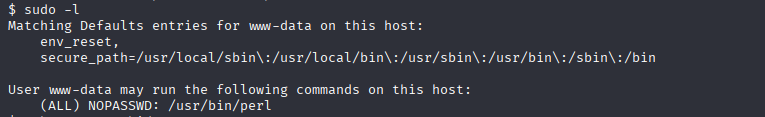 $ sudo -l
Matching Defaults entries for www-data on this host:
    env_reset,
    secure_path=/usr/local/sbin\:/usr/local/bin\:/usr/sbin\:/usr/bin\:/sbin\:/bin

User www-data may run the following commands on this host:
    (ALL) NOPASSWD: /usr/bin/perl